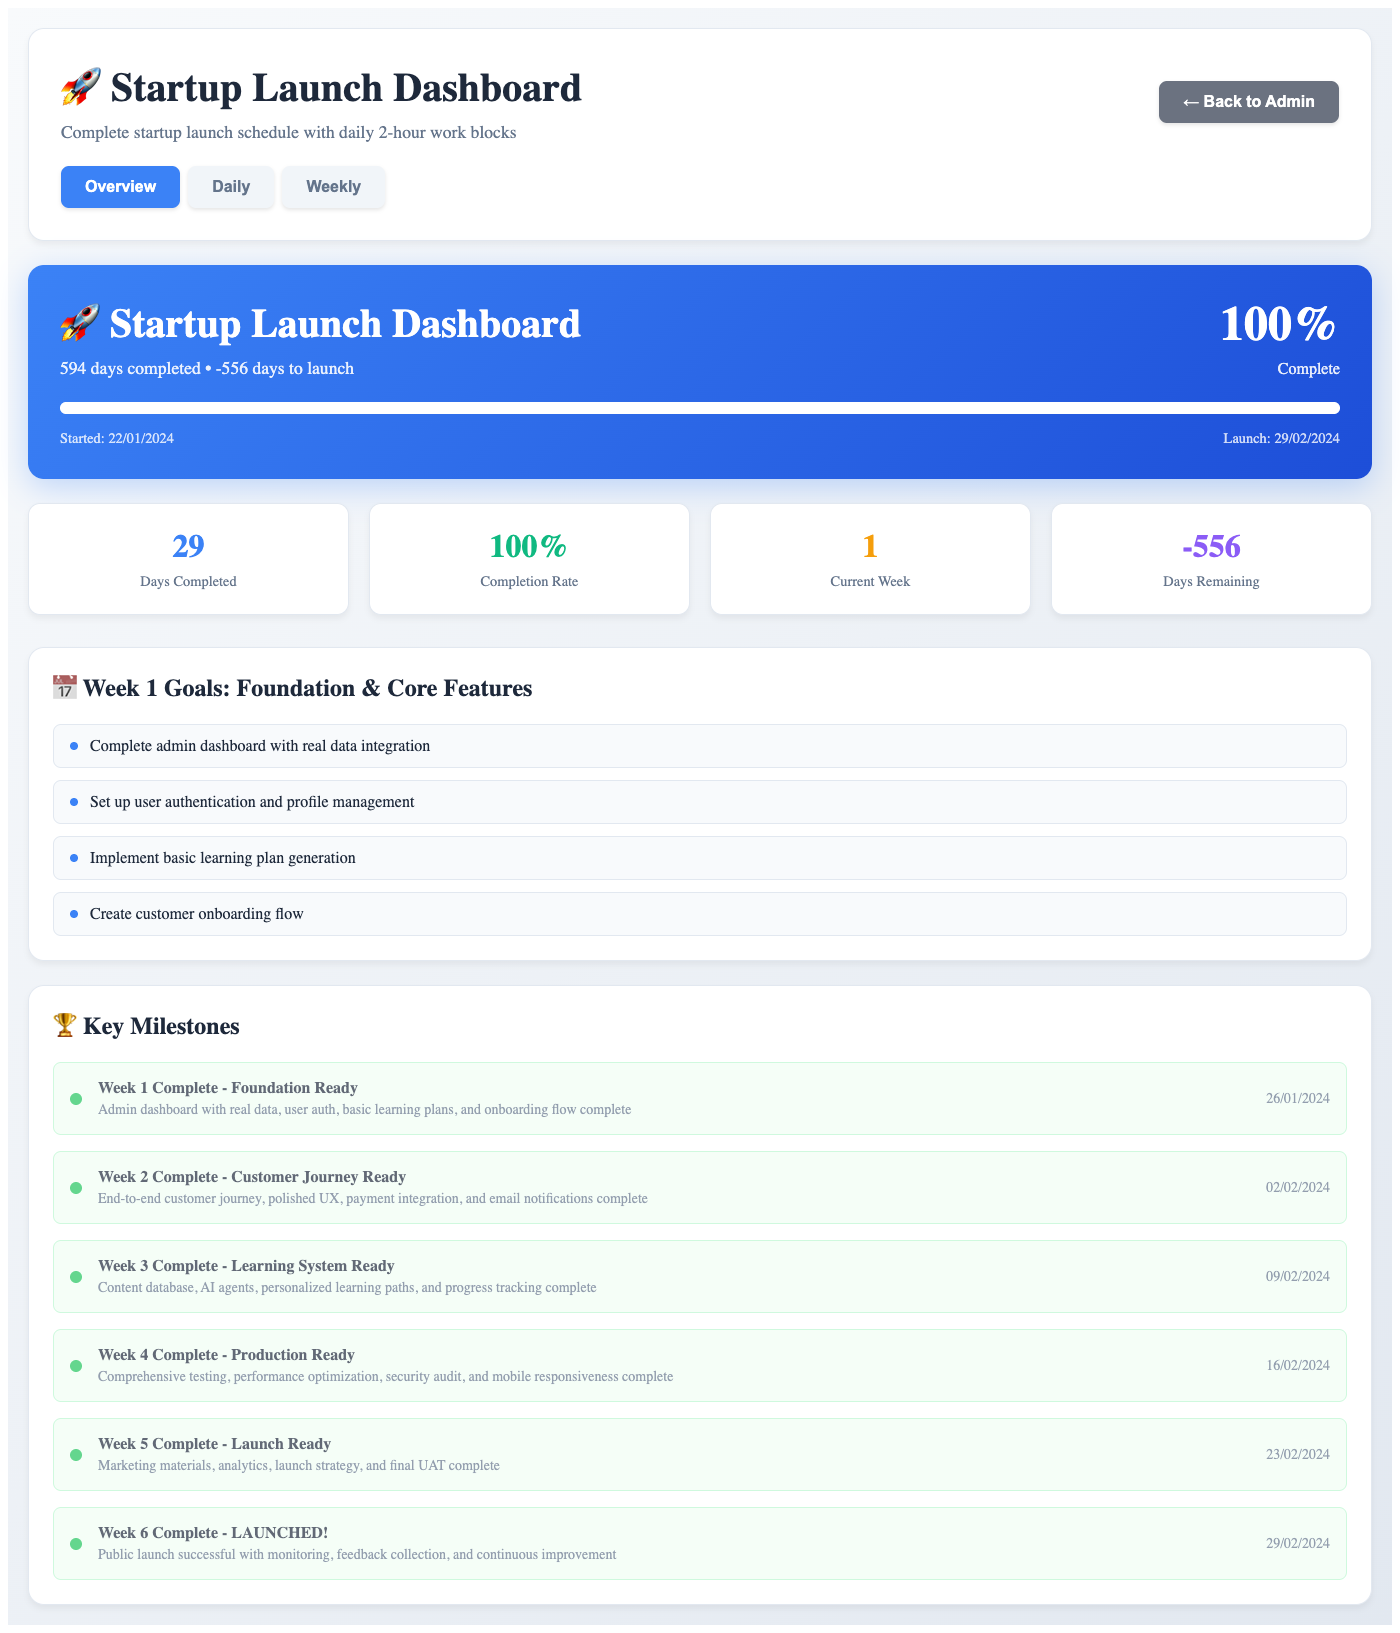 🚀 Startup Launch Dashboard
Complete startup launch schedule with daily 2-hour work blocks
← Back to Admin
Overview
Daily
Weekly
🚀 Startup Launch Dashboard
594 days completed • -556 days to launch
100%
Complete
Started: 22/01/2024
Launch: 29/02/2024
29
Days Completed
100%
Completion Rate
1
Current Week
-556
Days Remaining
📅 Week 1 Goals: Foundation & Core Features
Complete admin dashboard with real data integration
Set up user authentication and profile management
Implement basic learning plan generation
Create customer onboarding flow
🏆 Key Milestones
Week 1 Complete - Foundation Ready
Admin dashboard with real data, user auth, basic learning plans, and onboarding flow complete
26/01/2024
Week 2 Complete - Customer Journey Ready
End-to-end customer journey, polished UX, payment integration, and email notifications complete
02/02/2024
Week 3 Complete - Learning System Ready
Content database, AI agents, personalized learning paths, and progress tracking complete
09/02/2024
Week 4 Complete - Production Ready
Comprehensive testing, performance optimization, security audit, and mobile responsiveness complete
16/02/2024
Week 5 Complete - Launch Ready
Marketing materials, analytics, launch strategy, and final UAT complete
23/02/2024
Week 6 Complete - LAUNCHED!
Public launch successful with monitoring, feedback collection, and continuous improvement
29/02/2024